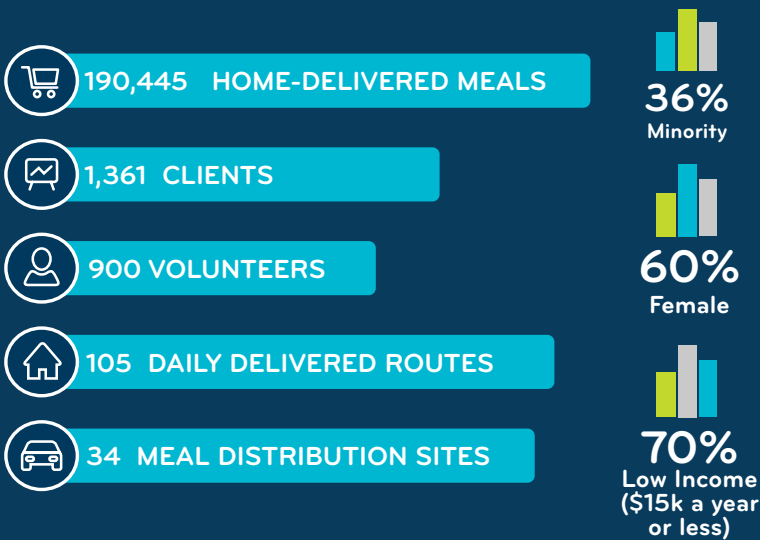 190,445 HOME-DELIVERED MEALS
1,361 CLIENTS
900 VOLUNTEERS
105 DAILY DELIVERED ROUTES
34 MEAL DISTRIBUTION SITES
36%
Minority
60%
Female
70%
Low Income
($15k a year
or less)